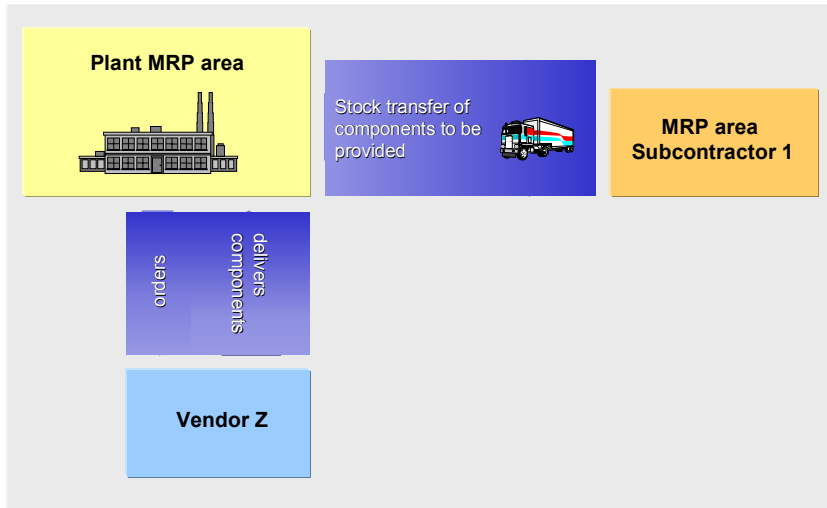 Plant MRP area
Stock transfer of
components to be
provided
MRP area
Subcontractor 1
orders
delivers
components
Vendor Z